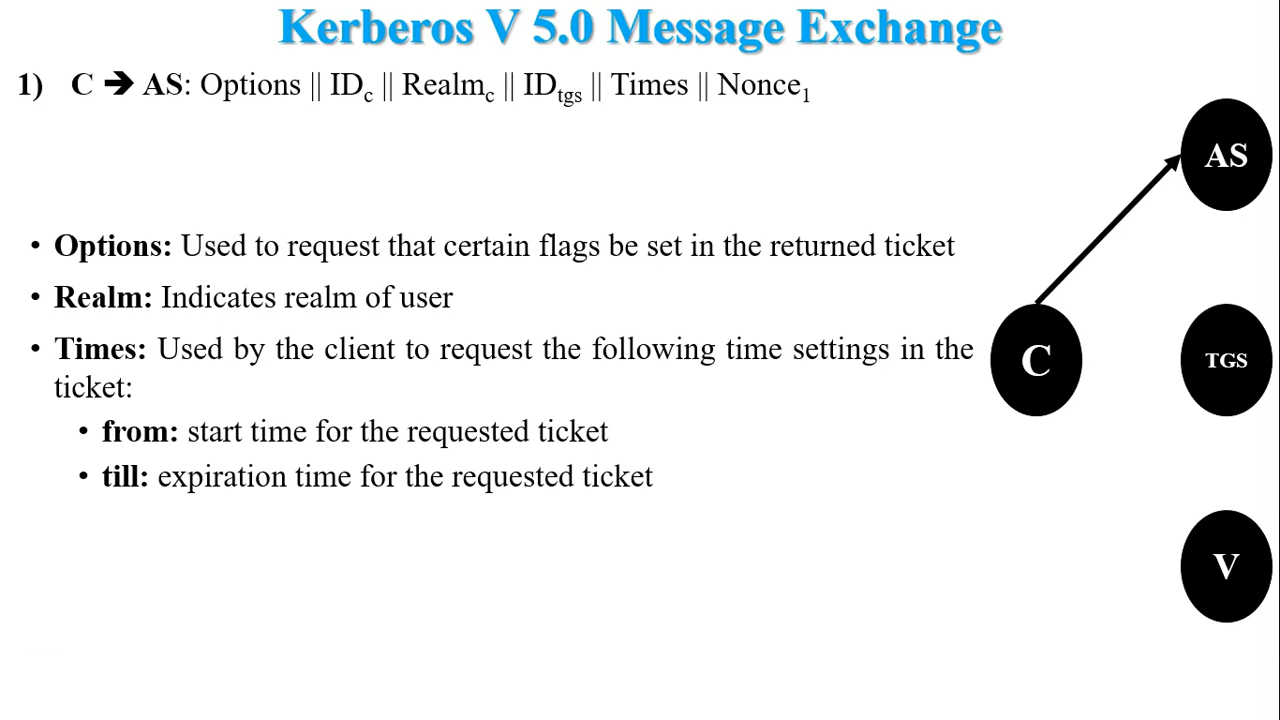 Kerberos V 5.0 Message Exchange
1) C ➔ AS: Options || IDc || Realmc || IDtgs || Times || Nonce1
AS
• Options: Used to request that certain flags be set in the returned ticket
• Realm: Indicates realm of user
• Times: Used by the client to request the following time settings in the
ticket:
C
TGS
• from: start time for the requested ticket
• till: expiration time for the requested ticket
V